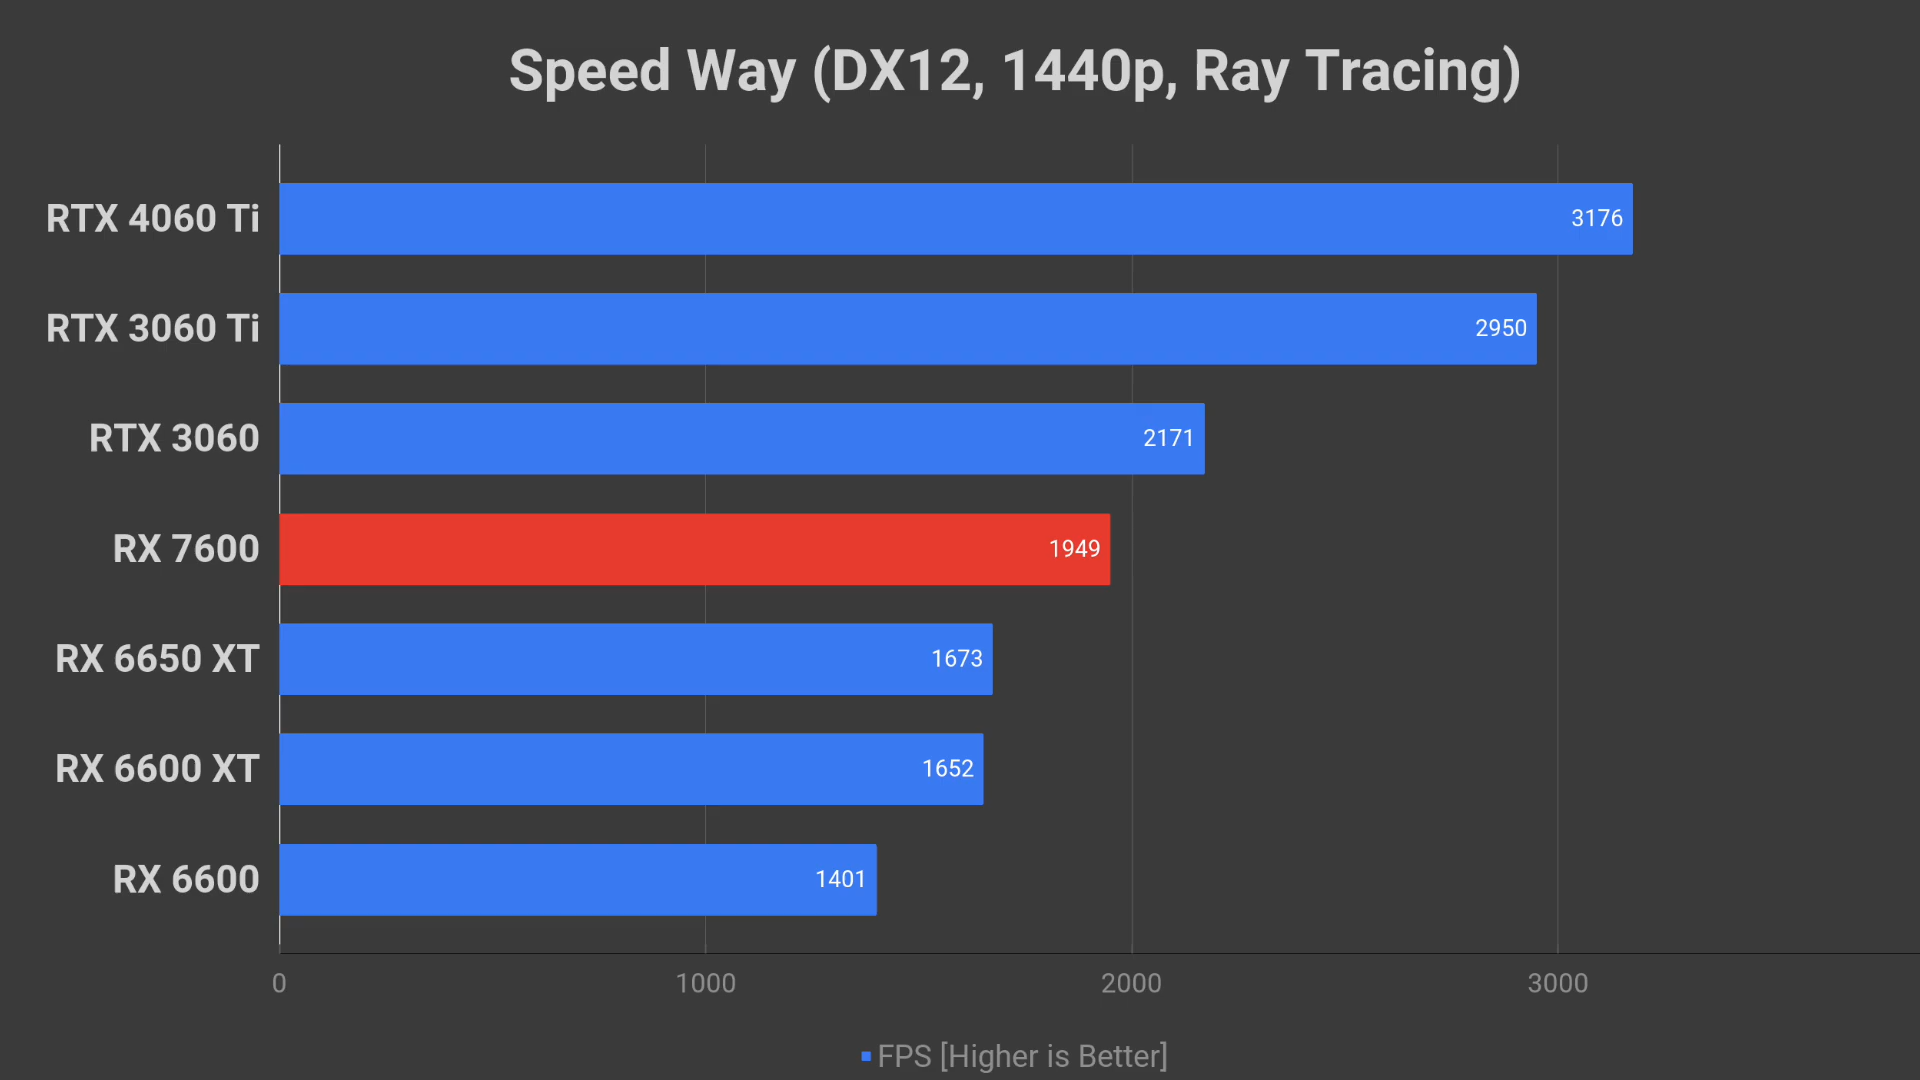 Speed Way (DX12, 1440p, Ray Tracing)
RTX 4060 Ti 3176
RTX 3060 Ti 2950
RTX 3060 2171
RX 7600 1949
RX 6650 XT 1673
RX 6600 XT 1652
RX 6600 1401
0 1000 2000 3000
FPS [Higher is Better]